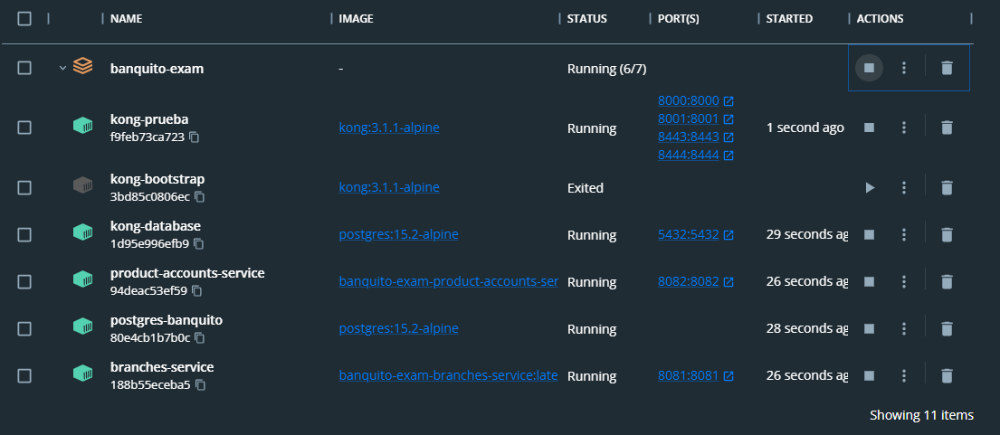 NAME IMAGE STATUS PORT(S) STARTED ACTIONS
banquito-exam - Running (6/7)
kong-prueba
f9feb73ca723
kong:3.1.1-alpine
Running
8000:8000
8001:8001
8443:8443
8444:8444
1 second ago
kong-bootstrap
3bd85c0806ec
kong:3.1.1-alpine
Exited
kong-database
1d95e996efb9
postgres:15.2-alpine
Running
5432:5432
29 seconds ag
product-accounts-service
94deac53ef59
banquito-exam-product-accounts-ser
Running
8082:8082
26 seconds ag
postgres-banquito
80e4cb1b7b0c
postgres:15.2-alpine
Running
28 seconds ag
branches-service
188b55eceba5
banquito-exam-branches-service:late
Running
8081:8081
26 seconds ag
Showing 11 items